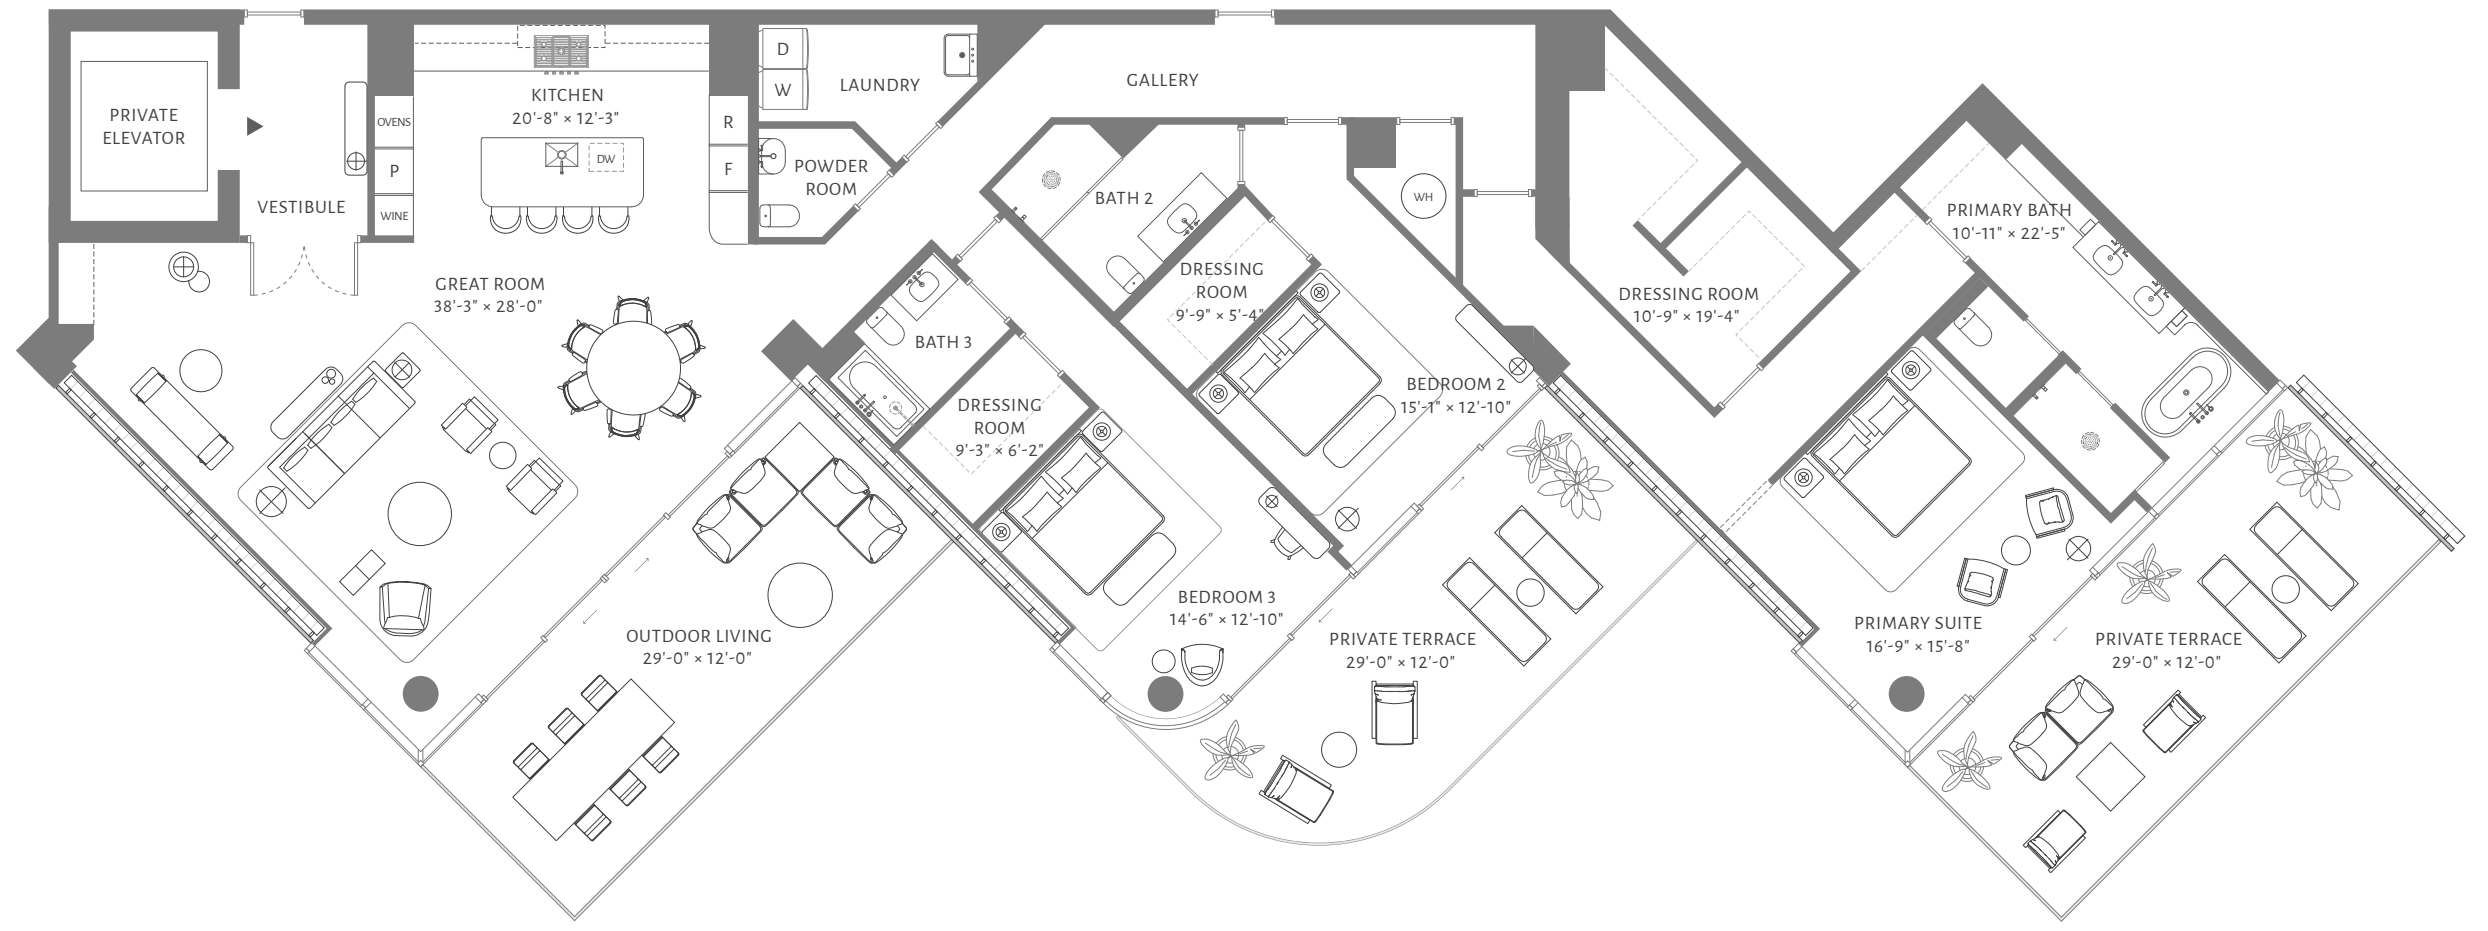 PRIVATE
ELEVATOR
VESTIBULE
OVENS
P
WINE
KITCHEN
20'-8" × 12'-3"
DW
R
F
D
W
LAUNDRY
POWDER
ROOM
GALLERY
GREAT ROOM
38'-3" × 28'-0"
OUTDOOR LIVING
29'-0" × 12'-0"
BATH 3
DRESSING
ROOM
9'-3" × 6'-2"
BEDROOM 3
14'-6" × 12'-10"
BATH 2
DRESSING
ROOM
9'-9" × 5'-4"
WH
BEDROOM 2
15'-1" × 12'-10"
PRIVATE TERRACE
29'-0" × 12'-0"
DRESSING ROOM
10'-9" × 19'-4"
PRIMARY BATH
10'-11" × 22'-5"
PRIMARY SUITE
16'-9" × 15'-8"
PRIVATE TERRACE
29'-0" × 12'-0"